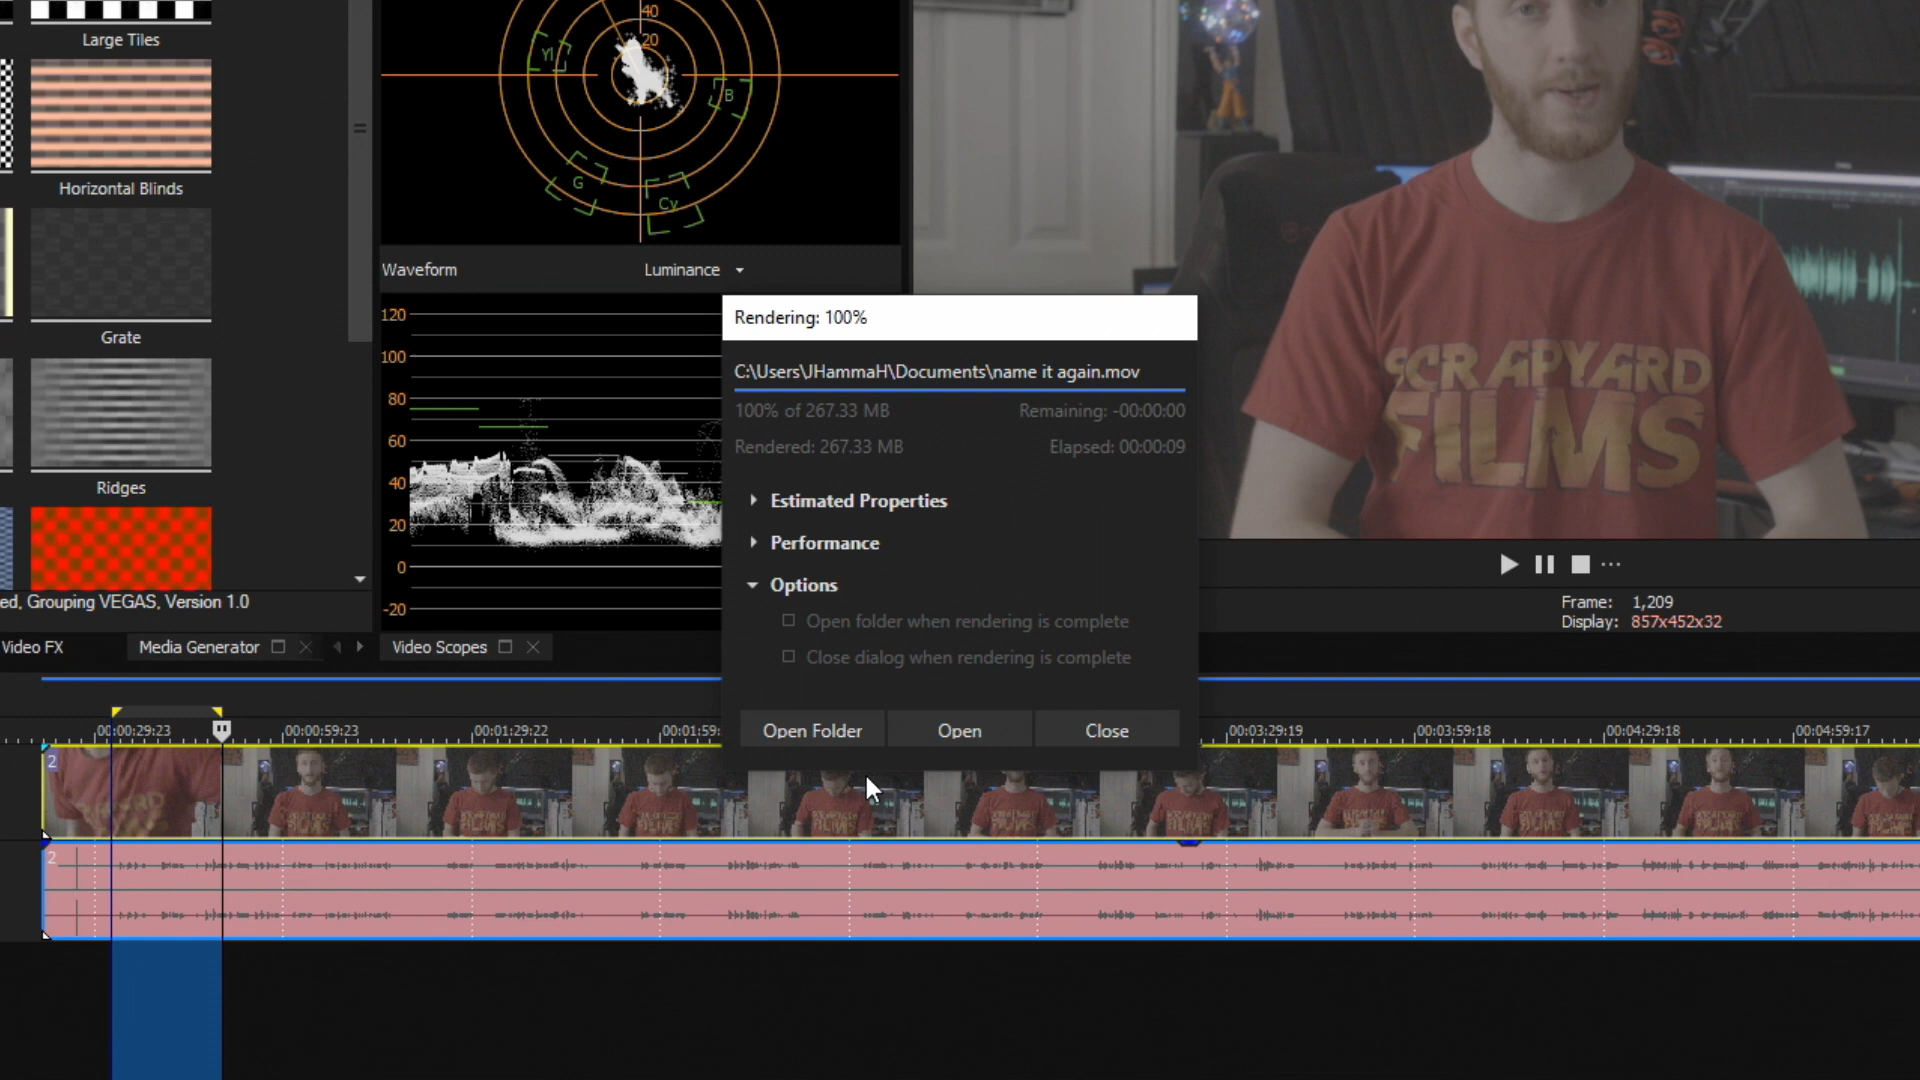 Large Tiles
Horizontal Blinds
Grate
Ridges
ed, Grouping VEGAS, Version 1.0
Video FX
Media Generator
Video Scopes
40
20
Yl
B
G
Cy
Waveform
Luminance
120
100
80
60
40
20
0
-20
SCRAPYARD
FILMS
Rendering: 100%
C:\Users\JHammaH\Documents\name it again.mov
100% of 267.33 MB
Remaining: -00:00:00
Rendered: 267.33 MB
Elapsed: 00:00:09
Estimated Properties
Performance
Options
Open folder when rendering is complete
Close dialog when rendering is complete
Open Folder
Open
Close
Frame: 1,209
Display: 857x452x32
00:00:29:23
00:00:59:23
00:01:29:22
00:01:59:
00:03:29:19
00:03:59:18
00:04:29:18
00:04:59:17
2
2